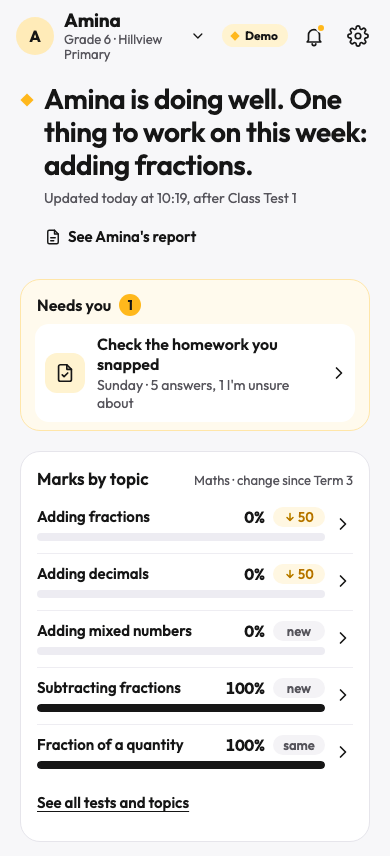 A
Amina
Grade 6 · Hillview
Primary
Demo
Amina is doing well. One
thing to work on this week:
adding fractions.
Updated today at 10:19, after Class Test 1
See Amina's report
Needs you 1
Check the homework you
snapped
Sunday · 5 answers, 1 I'm unsure
about
Marks by topic Maths · change since Term 3
Adding fractions 0% ↓ 50
Adding decimals 0% ↓ 50
Adding mixed numbers 0% new
Subtracting fractions 100% new
Fraction of a quantity 100% same
See all tests and topics